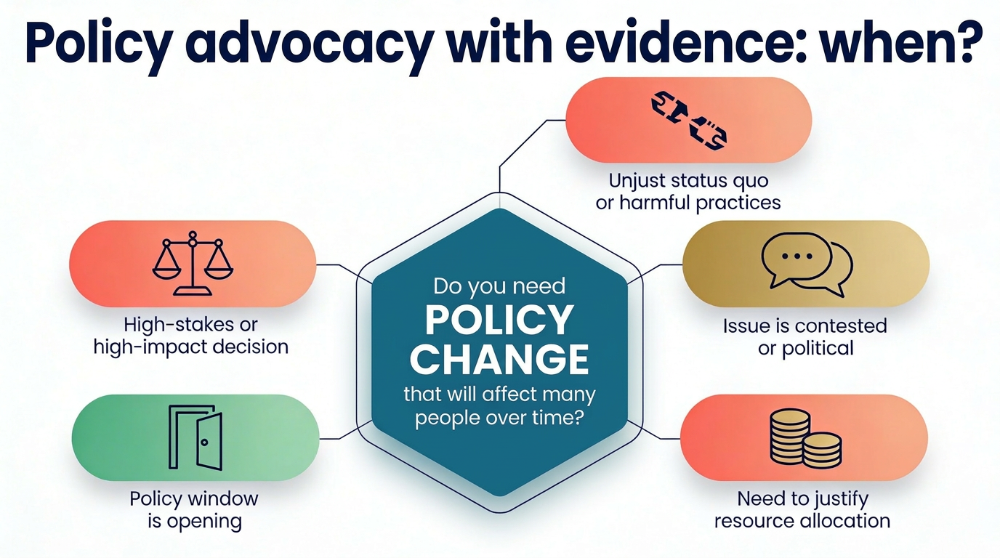 Policy advocacy with evidence: when?
Unjust status quo
or harmful practices
High-stakes or
high-impact decision
Do you need
POLICY
CHANGE
that will affect many
people over time?
Issue is contested
or political
Policy window
is opening
Need to justify
resource allocation